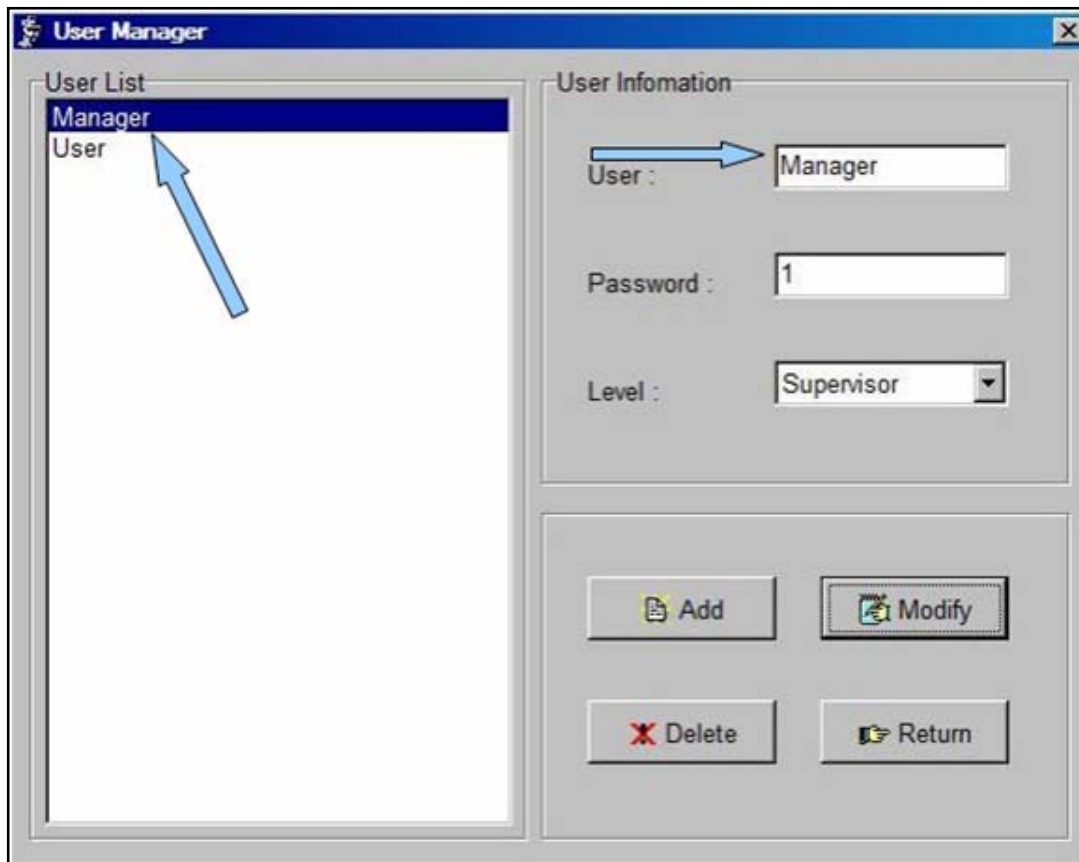 User Manager
User List
Manager
User
User Infomation
User :
Manager
Password :
1
Level :
Supervisor
Add
Modify
Delete
Return